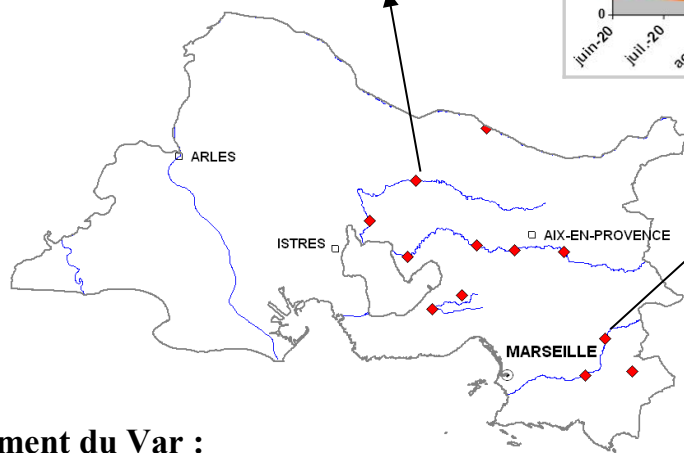 0
juin-20
juil.-20
ARLES
ISTRES
AIX-EN-PROVENCE
MARSEILLE
ment du Var :